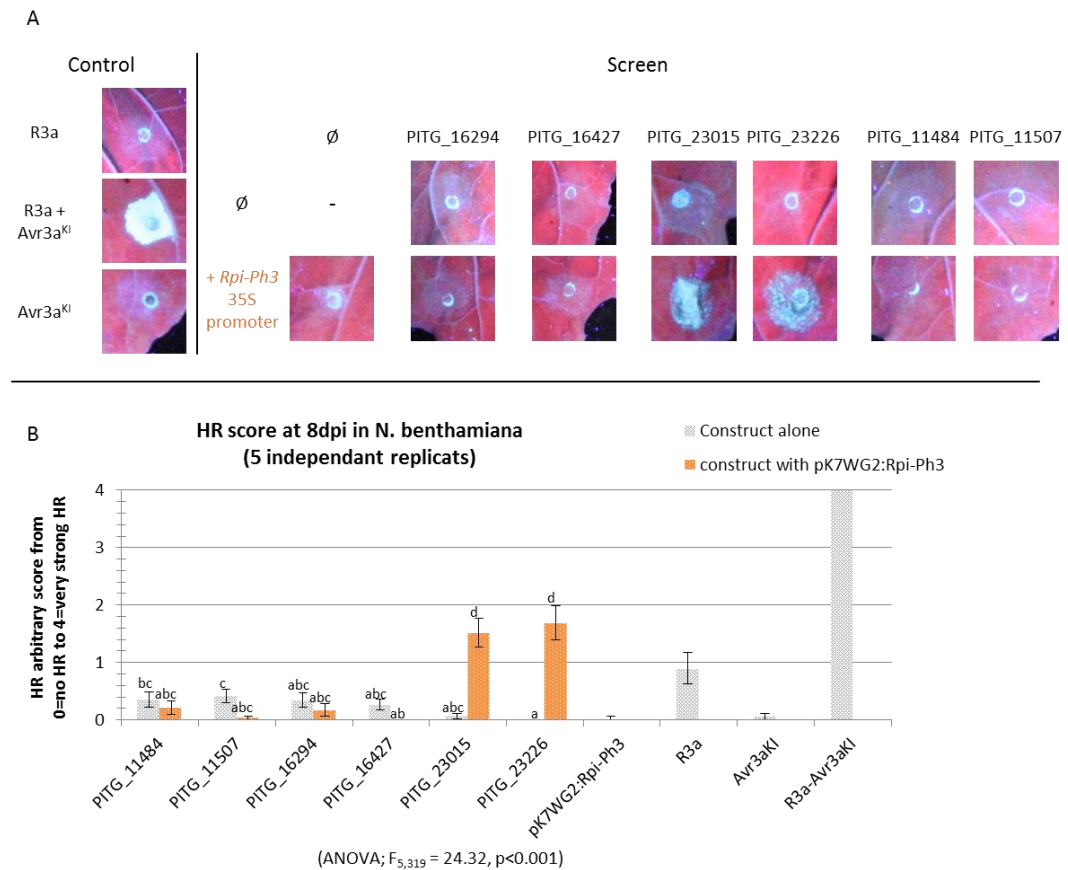 A
Control
Screen
R3a
Ø
PITG_16294
PITG_16427
PITG_23015
PITG_23226
PITG_11484
PITG_11507
R3a +
Avr3aᴷᴵ
Ø
-
Avr3aᴷᴵ
+ Rpi-Ph3
35S
promoter
B
HR score at 8dpi in N. benthamiana
(5 independant replicats)
Construct alone
construct with pK7WG2:Rpi-Ph3
HR arbitrary score from
0=no HR to 4=very strong HR
4
3
2
1
0
bc
abc
c
abc
abc
abc
abc
ab
abc
d
a
d
PITG_11484
PITG_11507
PITG_16294
PITG_16427
PITG_23015
PITG_23226
pK7WG2:Rpi-Ph3
R3a
Avr3aKI
R3a-Avr3aKI
(ANOVA; F₅,₃₁₉ = 24.32, p<0.001)